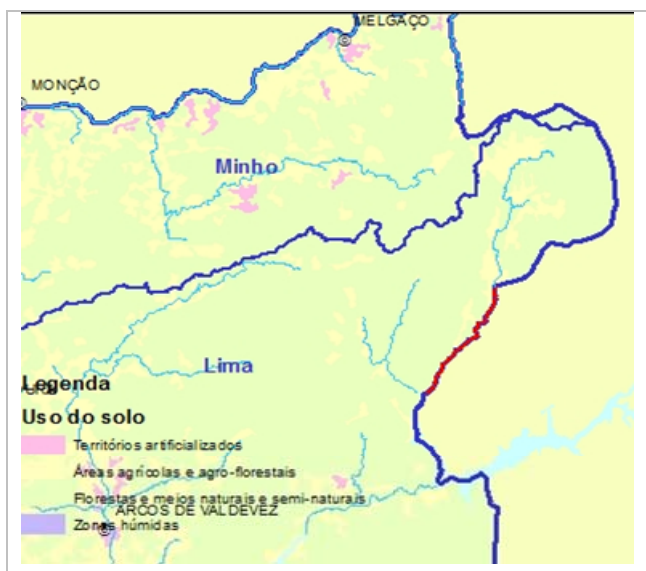 MELGAÇO
MONÇÃO
Minho
Lima
Legenda
Uso do solo
Territórios artificializados
Áreas agrícolas e agro-florestais
Florestas e meios naturais e semi-naturais
ARCOS DE VALDEVEZ
Zonas húmidas